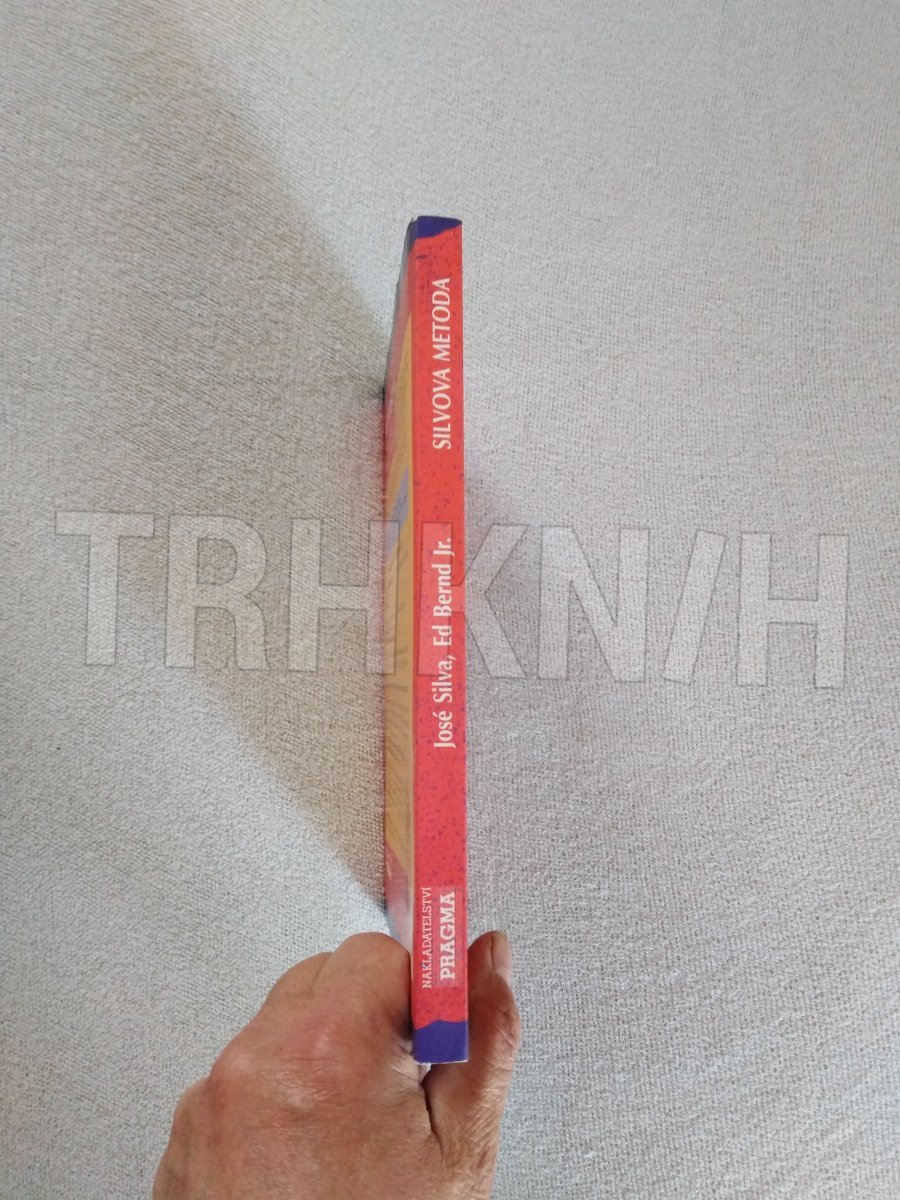 SILVOVA METODA
José Silva, Ed Bernd Jr.
NAKLADATELSTVÍ
PRAGMA
TRHKNIH